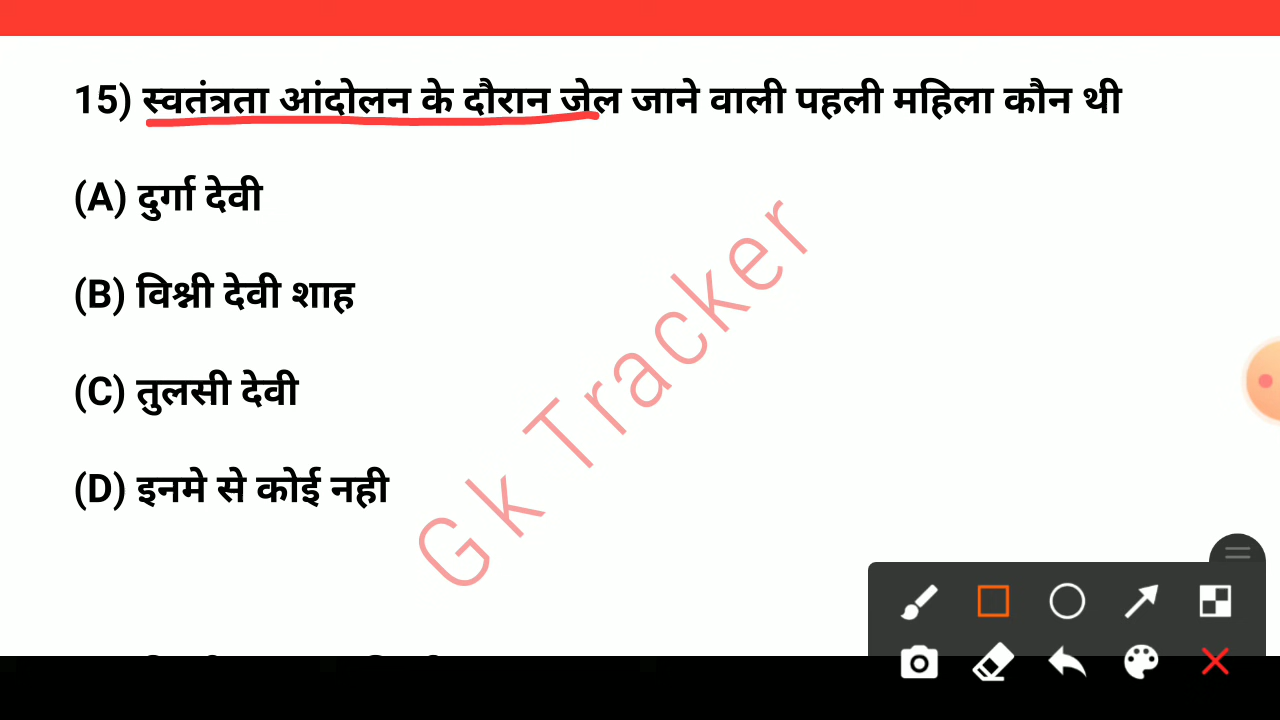 15) स्वतंत्रता आंदोलन के दौरान जेल जाने वाली पहली महिला कौन थी
(A) दुर्गा देवी
(B) विश्नी देवी शाह
(C) तुलसी देवी
(D) इनमे से कोई नही
Gk Tracker